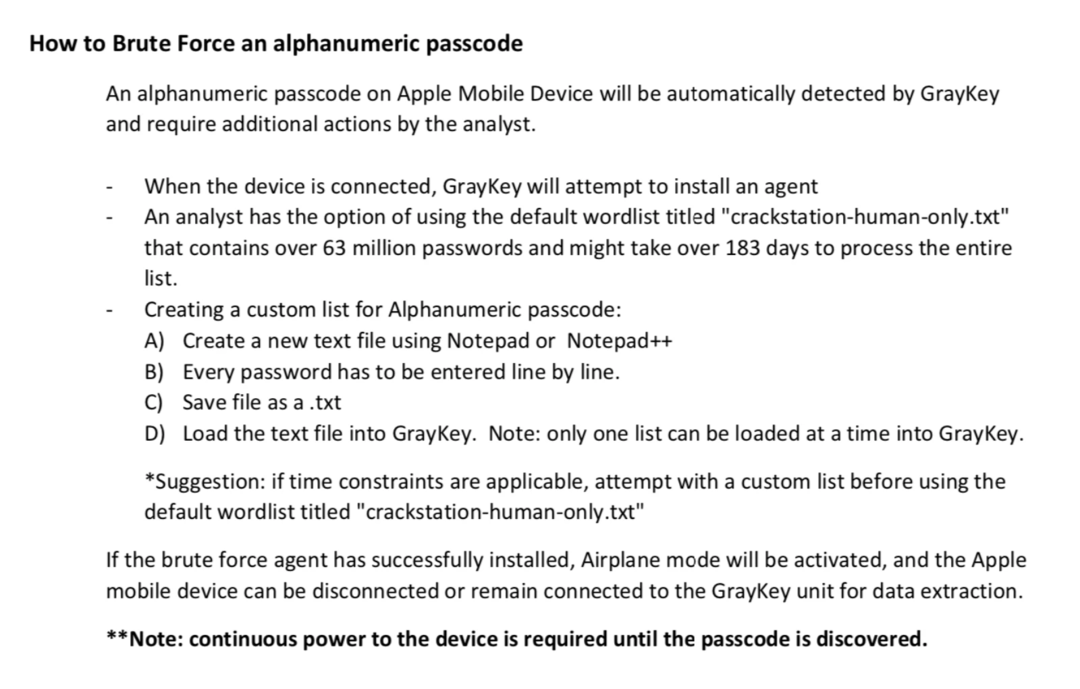 How to Brute Force an alphanumeric passcode
An alphanumeric passcode on Apple Mobile Device will be automatically detected by GrayKey
and require additional actions by the analyst.
- When the device is connected, GrayKey will attempt to install an agent
- An analyst has the option of using the default wordlist titled "crackstation-human-only.txt"
that contains over 63 million passwords and might take over 183 days to process the entire
list.
- Creating a custom list for Alphanumeric passcode:
A) Create a new text file using Notepad or Notepad++
B) Every password has to be entered line by line.
C) Save file as a .txt
D) Load the text file into GrayKey. Note: only one list can be loaded at a time into GrayKey.
*Suggestion: if time constraints are applicable, attempt with a custom list before using the
default wordlist titled "crackstation-human-only.txt"
If the brute force agent has successfully installed, Airplane mode will be activated, and the Apple
mobile device can be disconnected or remain connected to the GrayKey unit for data extraction.
**Note: continuous power to the device is required until the passcode is discovered.